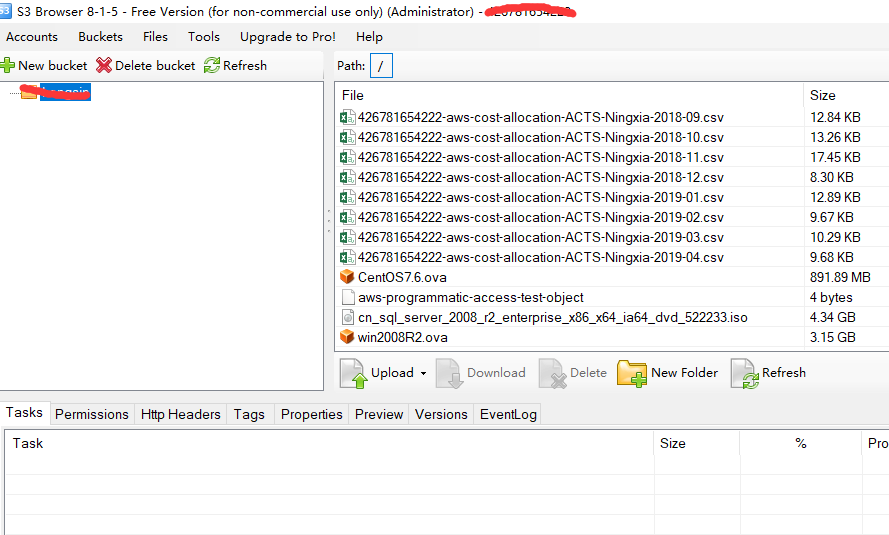 S3 Browser 8-1-5 - Free Version (for non-commercial use only) (Administrator) -
Accounts Buckets Files Tools Upgrade to Pro! Help
New bucket Delete bucket Refresh
Path: /
File Size
426781654222-aws-cost-allocation-ACTS-Ningxia-2018-09.csv 12.84 KB
426781654222-aws-cost-allocation-ACTS-Ningxia-2018-10.csv 13.26 KB
426781654222-aws-cost-allocation-ACTS-Ningxia-2018-11.csv 17.45 KB
426781654222-aws-cost-allocation-ACTS-Ningxia-2018-12.csv 8.30 KB
426781654222-aws-cost-allocation-ACTS-Ningxia-2019-01.csv 12.89 KB
426781654222-aws-cost-allocation-ACTS-Ningxia-2019-02.csv 9.67 KB
426781654222-aws-cost-allocation-ACTS-Ningxia-2019-03.csv 10.29 KB
426781654222-aws-cost-allocation-ACTS-Ningxia-2019-04.csv 9.68 KB
CentOS7.6.ova 891.89 MB
aws-programmatic-access-test-object 4 bytes
cn_sql_server_2008_r2_enterprise_x86_x64_ia64_dvd_522233.iso 4.34 GB
win2008R2.ova 3.15 GB
Upload Download Delete New Folder Refresh
Tasks Permissions Http Headers Tags Properties Preview Versions EventLog
Task Size % Pro